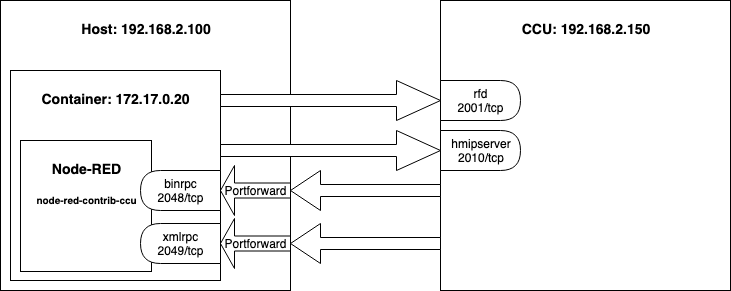 Host: 192.168.2.100
CCU: 192.168.2.150
Container: 172.17.0.20
rfd
2001/tcp
hmipserver
2010/tcp
Node-RED
node-red-contrib-ccu
binrpc
2048/tcp
Portforward
xmlrpc
2049/tcp
Portforward